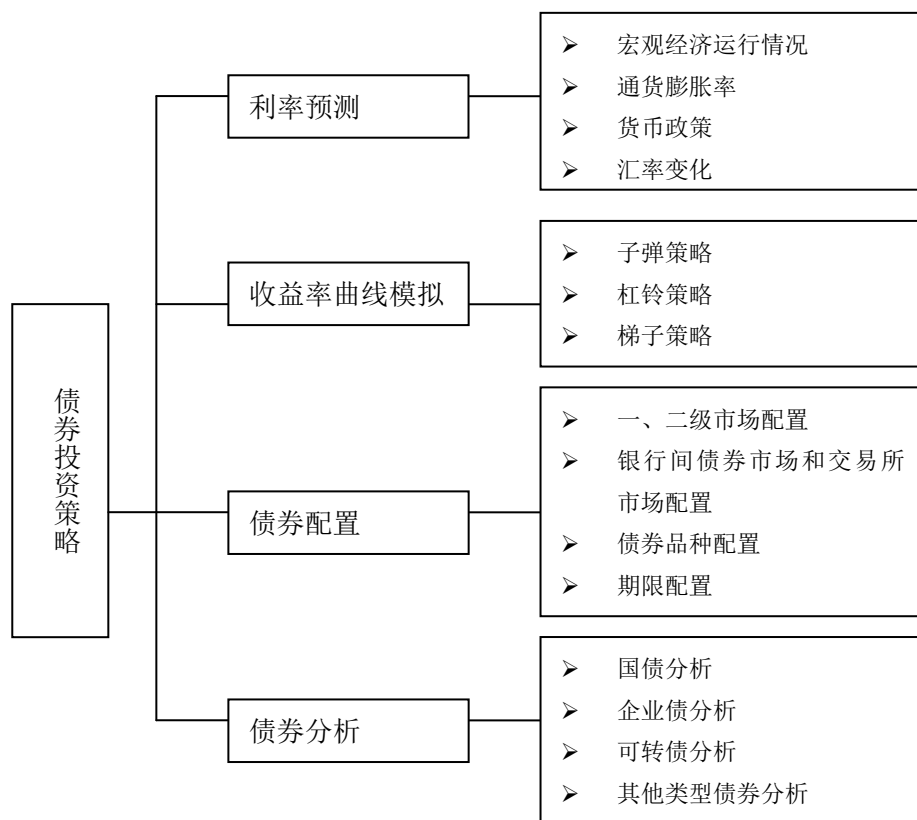 债券投资策略
利率预测
➢ 宏观经济运行情况
➢ 通货膨胀率
➢ 货币政策
➢ 汇率变化
收益率曲线模拟
➢ 子弹策略
➢ 杠铃策略
➢ 梯子策略
债券配置
➢ 一、二级市场配置
➢ 银行间债券市场和交易所
市场配置
➢ 债券品种配置
➢ 期限配置
债券分析
➢ 国债分析
➢ 企业债分析
➢ 可转债分析
➢ 其他类型债券分析